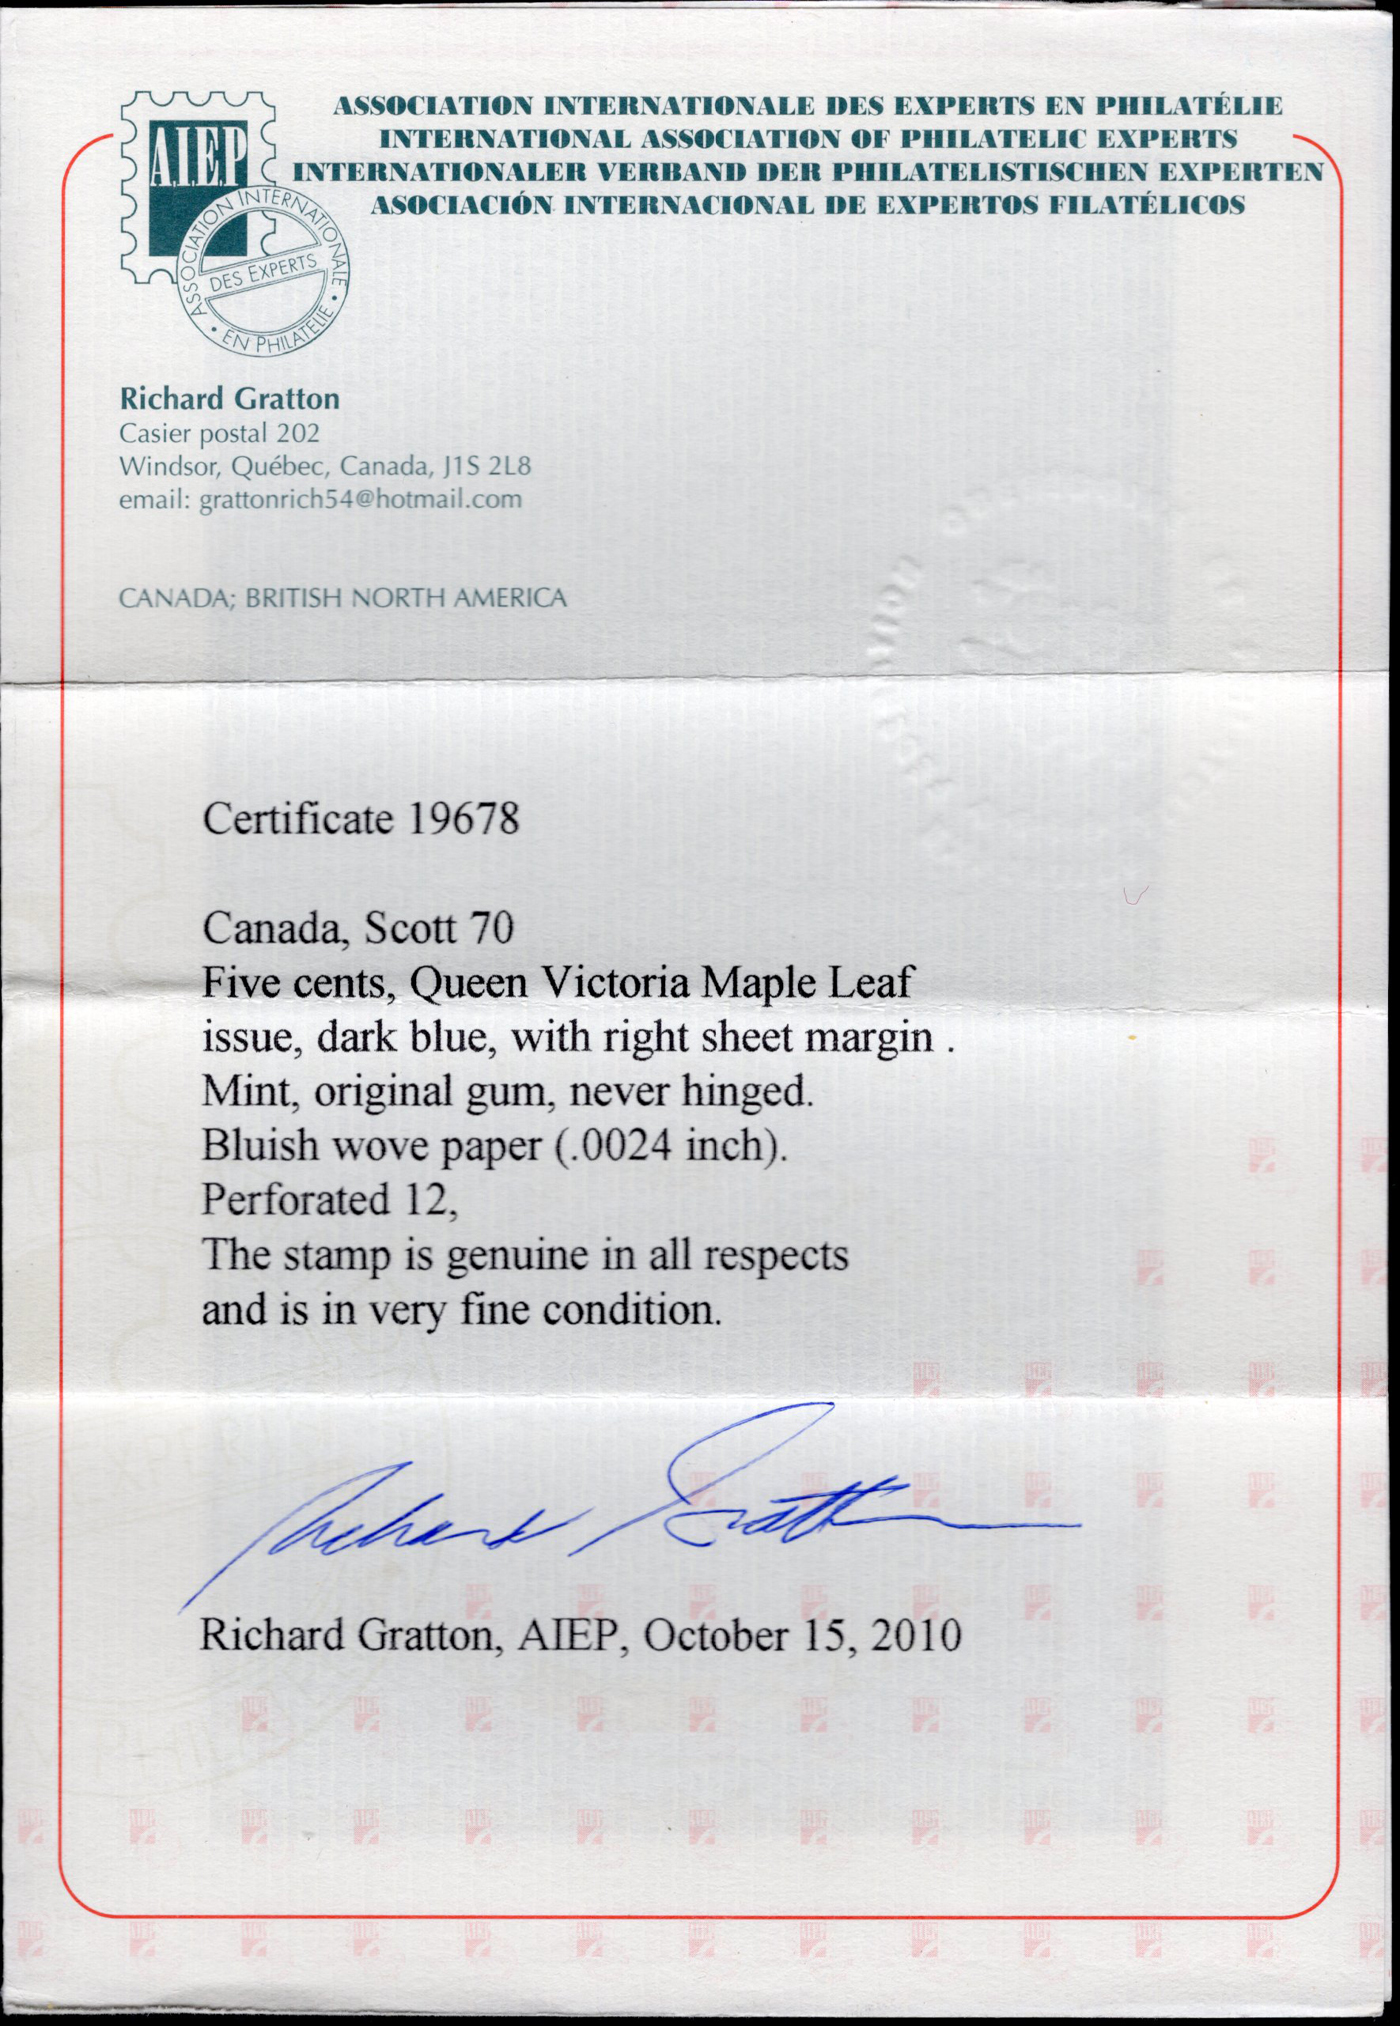 ASSOCIATION INTERNATIONALE DES EXPERTS EN PHILATÉLIE
INTERNATIONAL ASSOCIATION OF PHILATELIC EXPERTS
INTERNATIONALER VERBAND DER PHILATELISTISCHEN EXPERTEN
ASOCIACIÓN INTERNACIONAL DE EXPERTOS FILATÉLICOS
A.I.E.P.
ASSOCIATION INTERNATIONALE
DES EXPERTS
• EN PHILATELIE •
Richard Gratton
Casier postal 202
Windsor, Québec, Canada, J1S 2L8
email: grattonrich54@hotmail.com
CANADA; BRITISH NORTH AMERICA
Certificate 19678
Canada, Scott 70
Five cents, Queen Victoria Maple Leaf
issue, dark blue, with right sheet margin .
Mint, original gum, never hinged.
Bluish wove paper (.0024 inch).
Perforated 12,
The stamp is genuine in all respects
and is in very fine condition.
Richard Gratton
Richard Gratton, AIEP, October 15, 2010